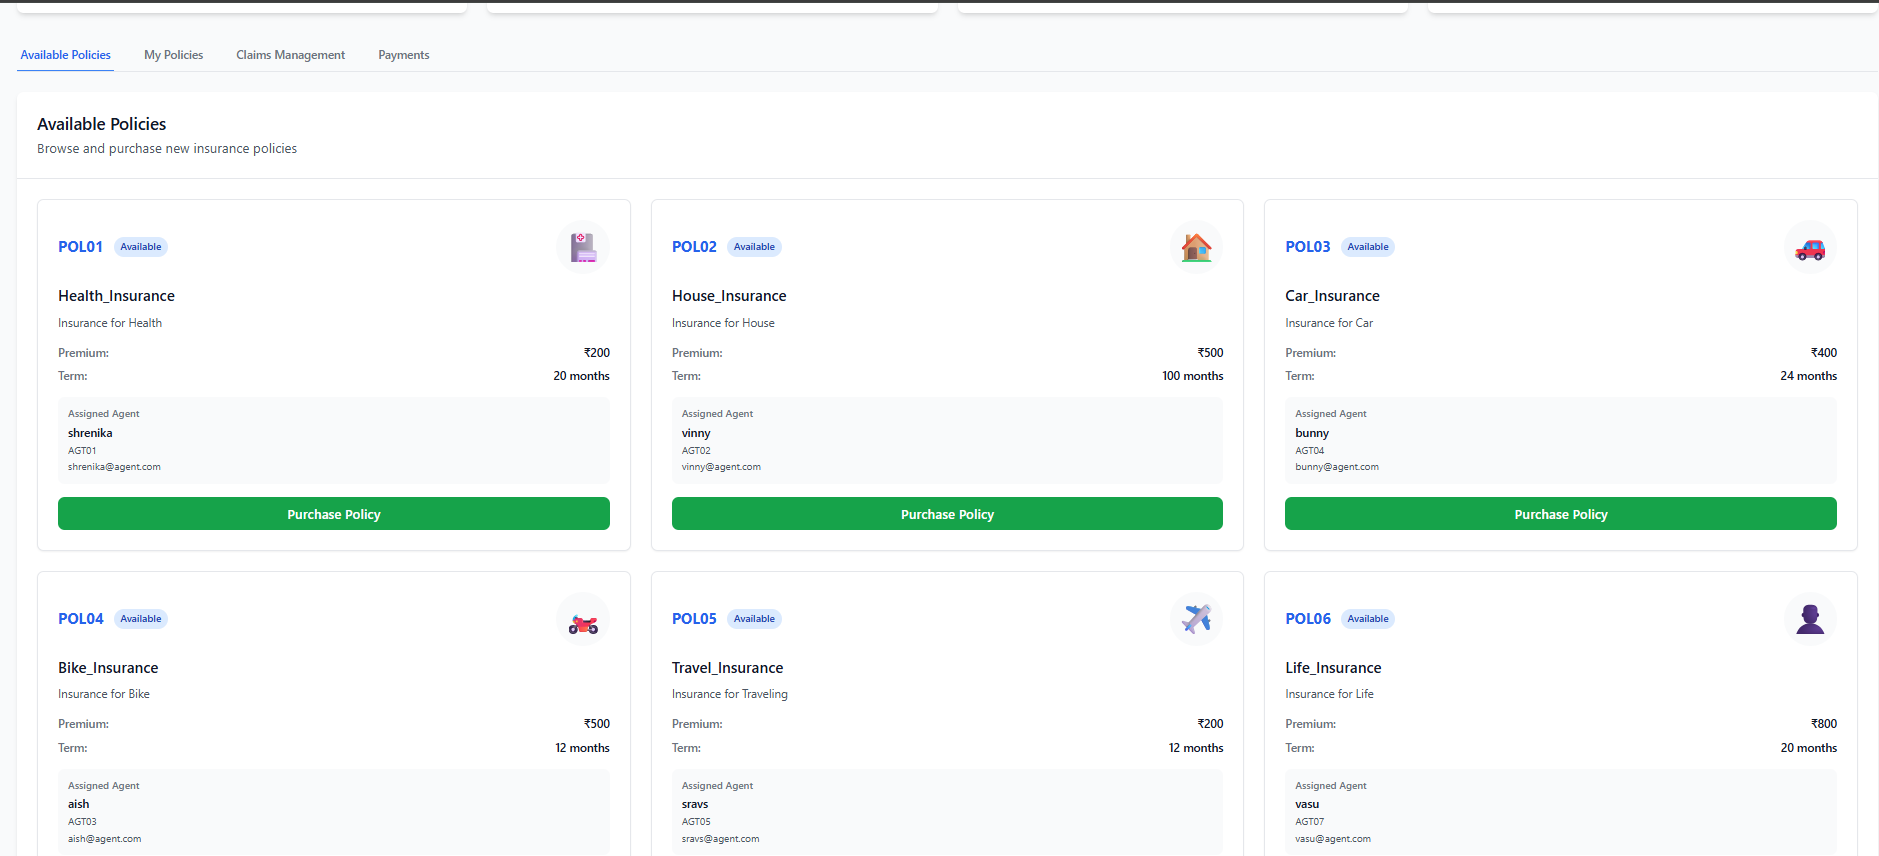 Available Policies
My Policies
Claims Management
Payments
Available Policies
Browse and purchase new insurance policies
POL01 Available
Health_Insurance
Insurance for Health
Premium: ₹200
Term: 20 months
Assigned Agent
shrenika
AGT01
shrenika@agent.com
Purchase Policy
POL02 Available
House_Insurance
Insurance for House
Premium: ₹500
Term: 100 months
Assigned Agent
vinny
AGT02
vinny@agent.com
Purchase Policy
POL03 Available
Car_Insurance
Insurance for Car
Premium: ₹400
Term: 24 months
Assigned Agent
bunny
AGT04
bunny@agent.com
Purchase Policy
POL04 Available
Bike_Insurance
Insurance for Bike
Premium: ₹500
Term: 12 months
Assigned Agent
aish
AGT03
aish@agent.com
POL05 Available
Travel_Insurance
Insurance for Traveling
Premium: ₹200
Term: 12 months
Assigned Agent
sravs
AGT05
sravs@agent.com
POL06 Available
Life_Insurance
Insurance for Life
Premium: ₹800
Term: 20 months
Assigned Agent
vasu
AGT07
vasu@agent.com